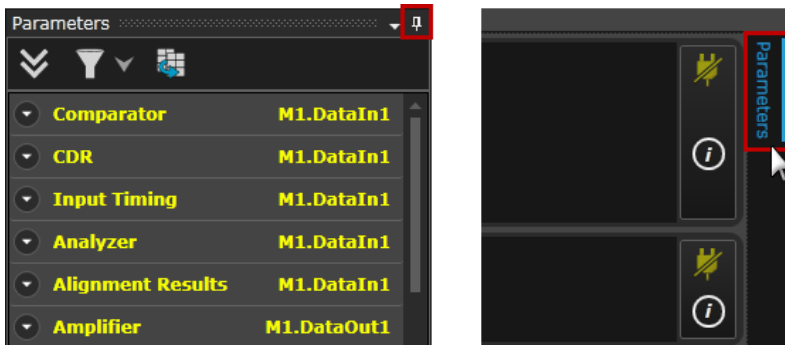 Parameters
Comparator M1.DataIn1
CDR M1.DataIn1
Input Timing M1.DataIn1
Analyzer M1.DataIn1
Alignment Results M1.DataIn1
Amplifier M1.DataOut1
Parameters
i
i